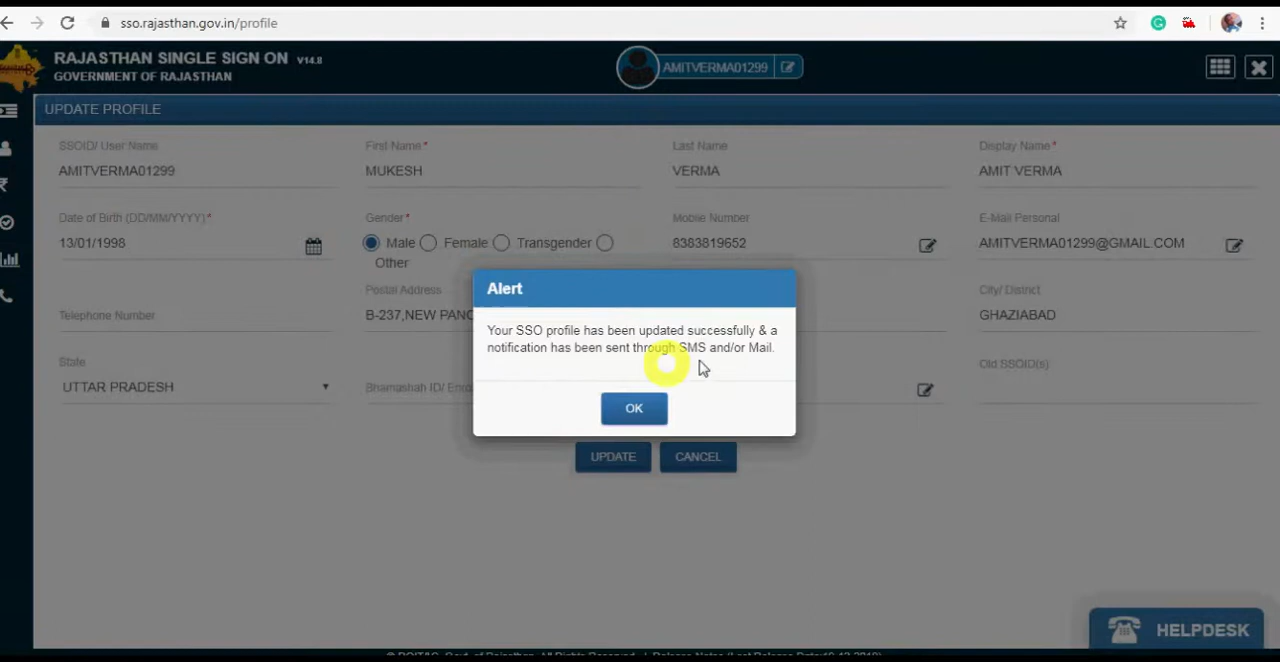 sso.rajasthan.gov.in/profile
RAJASTHAN SINGLE SIGN ON V14.8
GOVERNMENT OF RAJASTHAN
AMITVERMA01299
UPDATE PROFILE
SSOID/ User Name
First Name*
Last Name
Display Name*
AMITVERMA01299
MUKESH
VERMA
AMIT VERMA
Date of Birth (DD/MM/YYYY)*
Gender*
Mobile Number
E-Mail Personal
13/01/1998
Male Female Transgender
Other
8383819652
AMITVERMA01299@GMAIL.COM
Alert
Postal Address
City/ District
Telephone Number
B-237,NEW
GHAZIABAD
Your SSO profile has been updated successfully & a
notification has been sent through SMS and/or Mail.
State
Old SSOID(s)
UTTAR PRADESH
Bhamashah ID/
OK
UPDATE
CANCEL
HELPDESK